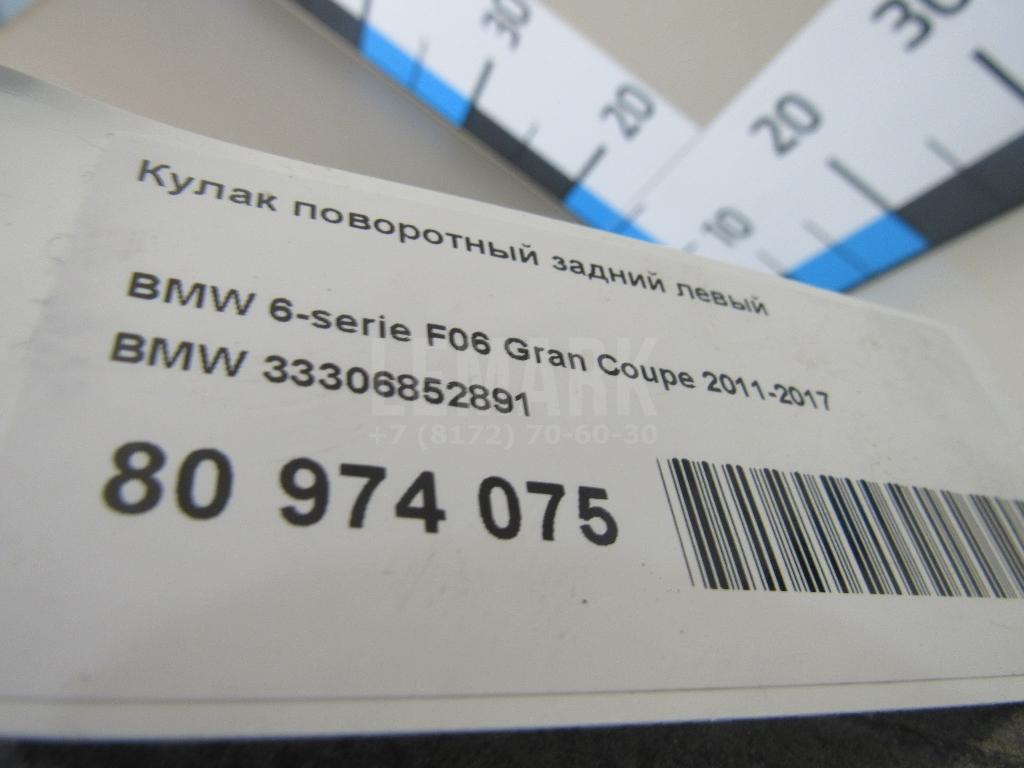 30
20
30
20
10
Кулак поворотный задний левый
BMW 6-serie F06 Gran Coupe 2011-2017
BMW 33306852891
LEMARK
+7 (8172) 70-60-30
80 974 075